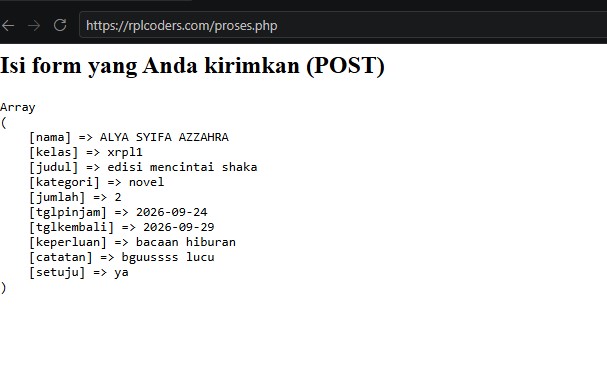 https://rplcoders.com/proses.php
Isi form yang Anda kirimkan (POST)
Array
(
[nama] => ALYA SYIFA AZZAHRA
[kelas] => xrpl1
[judul] => edisi mencintai shaka
[kategori] => novel
[jumlah] => 2
[tglpinjam] => 2026-09-24
[tglkembali] => 2026-09-29
[keperluan] => bacaan hiburan
[catatan] => bguussss lucu
[setuju] => ya
)